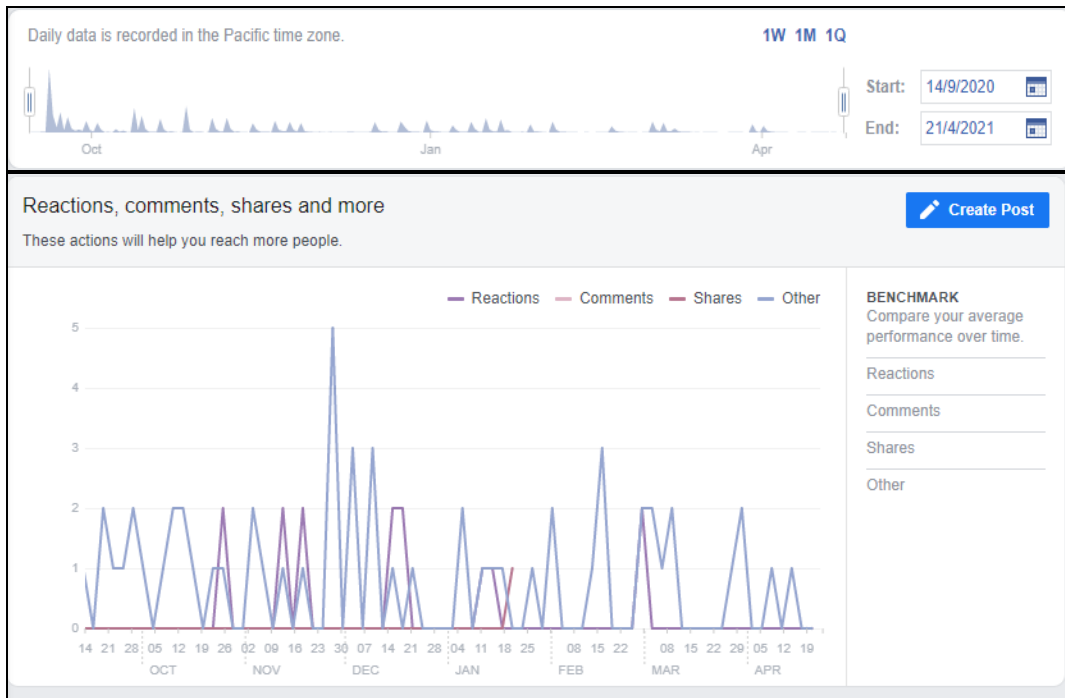 Daily data is recorded in the Pacific time zone.
1W 1M 1Q
Start: 14/9/2020
End: 21/4/2021
Oct Jan Apr
Reactions, comments, shares and more
Create Post
These actions will help you reach more people.
Reactions Comments Shares Other
5
4
3
2
1
0
14 21 28 05 12 19 26 02 09 16 23 30 07 14 21 28 04 11 18 25 08 15 22 08 15 22 29 05 12 19
OCT NOV DEC JAN FEB MAR APR
BENCHMARK
Compare your average
performance over time.
Reactions
Comments
Shares
Other